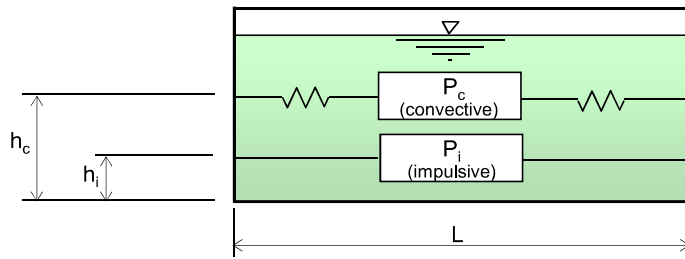 P_c
(convective)
P_i
(impulsive)
h_c
h_i
L